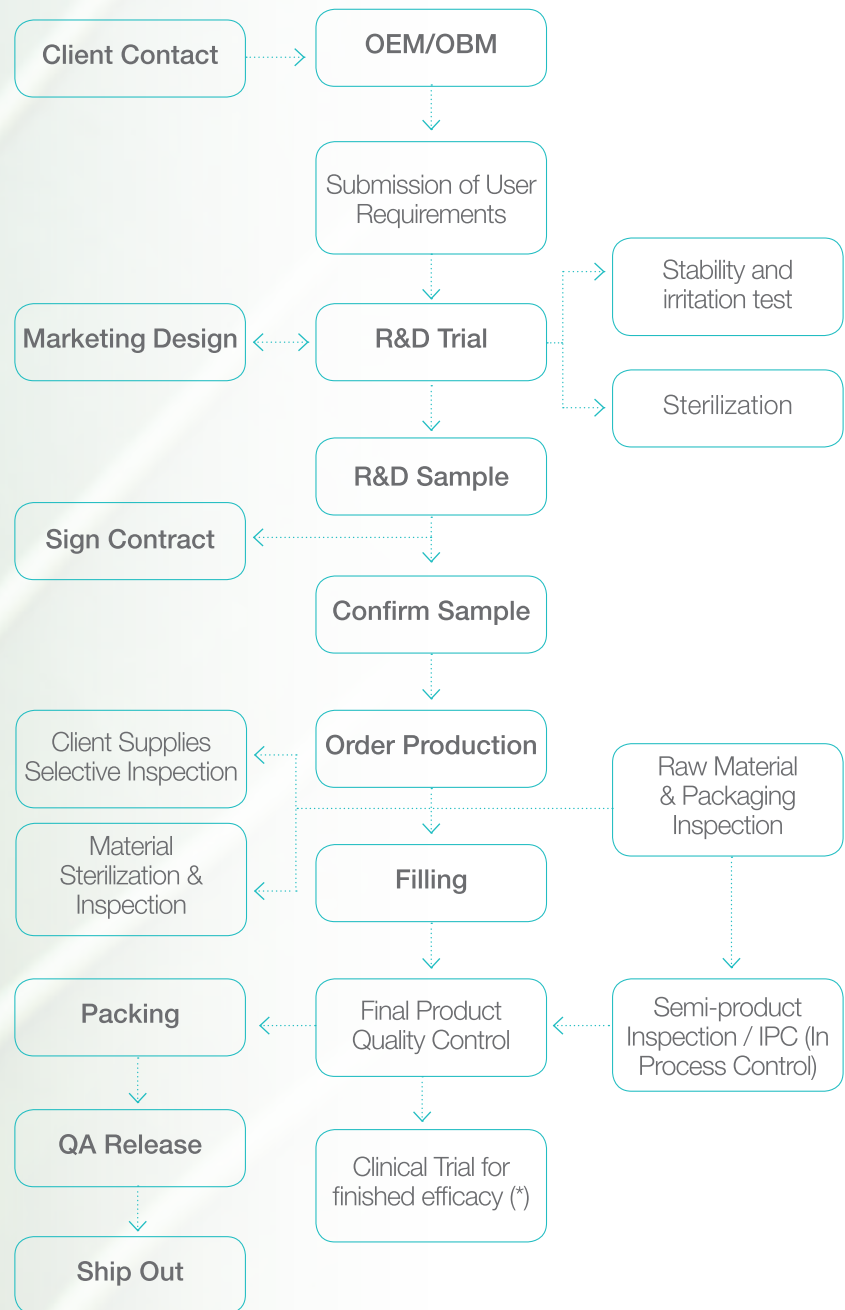 Client Contact
OEM/OBM
Submission of User
Requirements
Stability and
irritation test
Marketing Design
R&D Trial
Sterilization
R&D Sample
Sign Contract
Confirm Sample
Client Supplies
Selective Inspection
Order Production
Raw Material
& Packaging
Inspection
Material
Sterilization &
Inspection
Filling
Packing
Final Product
Quality Control
Semi-product
Inspection / IPC (In
Process Control)
QA Release
Clinical Trial for
finished efficacy (*)
Ship Out